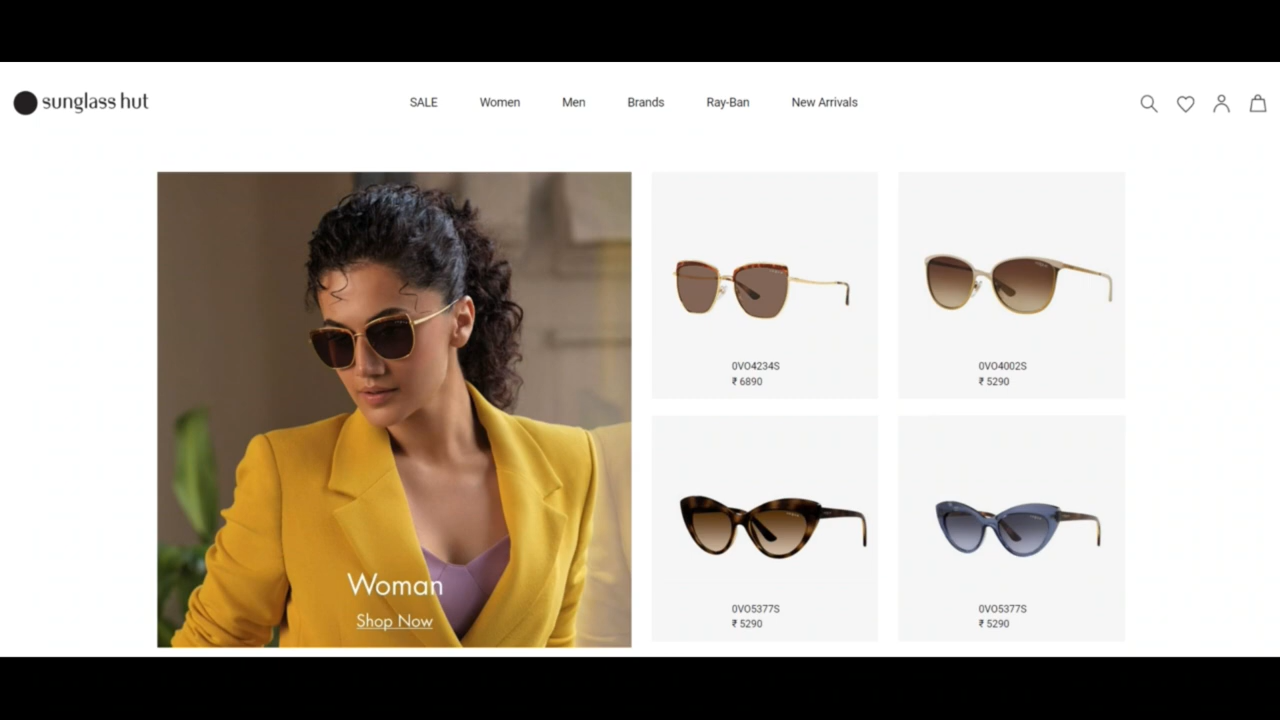 sunglass hut
SALE
Women
Men
Brands
Ray-Ban
New Arrivals
Woman
Shop Now
0VO4234S
₹ 6890
0VO4002S
₹ 5290
0VO5377S
₹ 5290
0VO5377S
₹ 5290